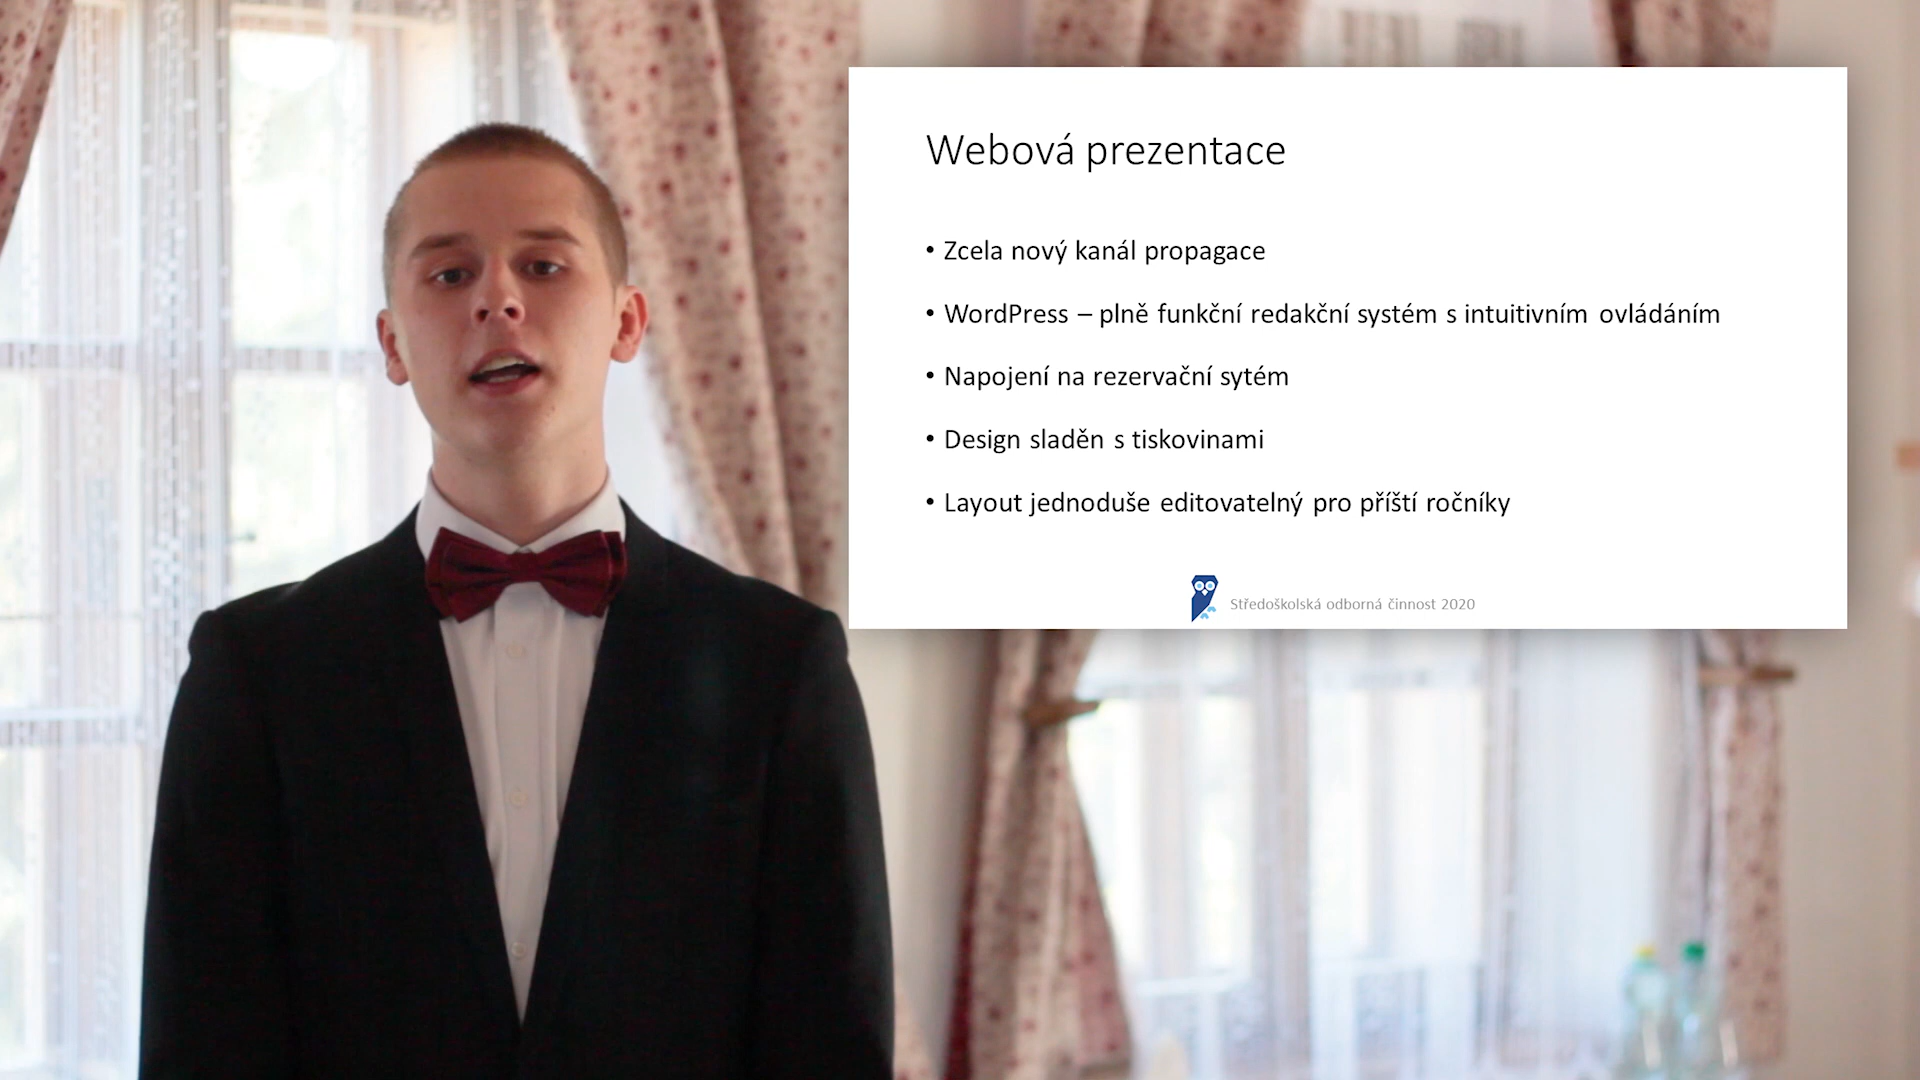 Webová prezentace
• Zcela nový kanál propagace
• WordPress – plně funkční redakční systém s intuitivním ovládáním
• Napojení na rezervační sytém
• Design sladěn s tiskovinami
• Layout jednoduše editovatelný pro příští ročníky
Středoškolská odborná činnost 2020